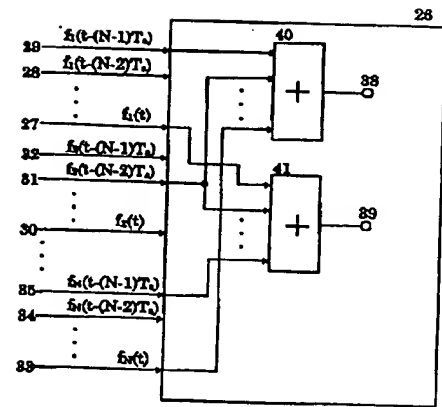 26
29 f₁(t-(N-1)Tₛ)
28 f₁(t-(N-2)Tₛ)
27 f₁(t)
32 f₂(t-(N-1)Tₛ)
31 f₂(t-(N-2)Tₛ)
30 f₂(t)
35 f_N(t-(N-1)Tₛ)
34 f_N(t-(N-2)Tₛ)
33 f_N(t)
40
+
38
41
+
39